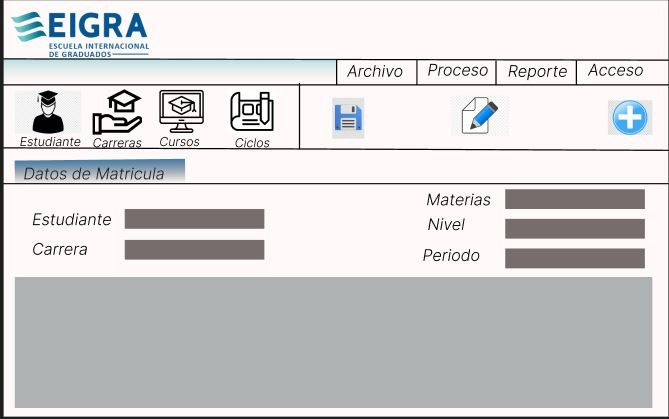 EIGRA
ESCUELA INTERNACIONAL
DE GRADUADOS
Archivo Proceso Reporte Acceso
Estudiante Carreras Cursos Ciclos
Datos de Matricula
Materias
Estudiante
Nivel
Carrera
Periodo